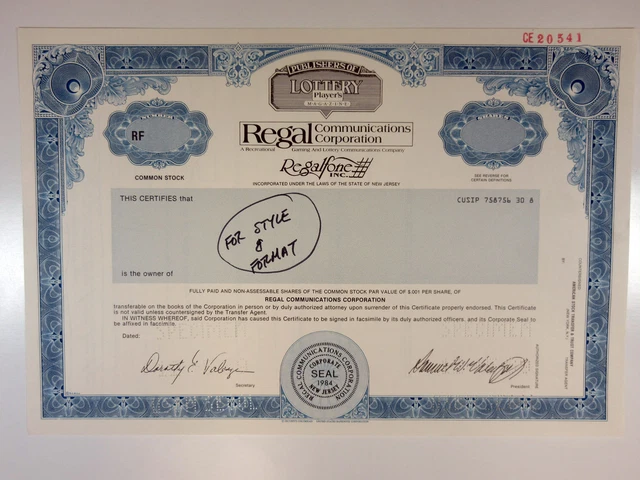 CE 20541
PUBLISHERS OF
LOTTERY
Player's
MAGAZINE
NUMBER
SHARES
RF
Regal Communications Corporation
A Recreational Gaming And Lottery Communications Company
COMMON STOCK
Regalfone ###
INC.
SEE REVERSE FOR
CERTAIN DEFINITIONS
INCORPORATED UNDER THE LAWS OF THE STATE OF NEW JERSEY
THIS CERTIFIES that
CUSIP 758756 30 8
FOR STYLE
&
FORMAT
is the owner of
FULLY PAID AND NON-ASSESSABLE SHARES OF THE COMMON STOCK PAR VALUE OF $.001 PER SHARE, OF
REGAL COMMUNICATIONS CORPORATION
transferable on the books of the Corporation in person or by duly authorized attorney upon surrender of this Certificate properly endorsed. This Certificate
is not valid unless countersigned by the Transfer Agent.
IN WITNESS WHEREOF, said Corporation has caused this Certificate to be signed in facsimile by its duly authorized officers, and its Corporate Seal to
be affixed in facsimile.
Dated:
SPECIMEN
REGAL COMMUNICATIONS CORPORATION
CORPORATE
SEAL
1984
NEW JERSEY
Dorothy E.
Secretary
President
COUNTERSIGNED:
TRANSFER AGENT
AUTHORIZED SIGNATURE